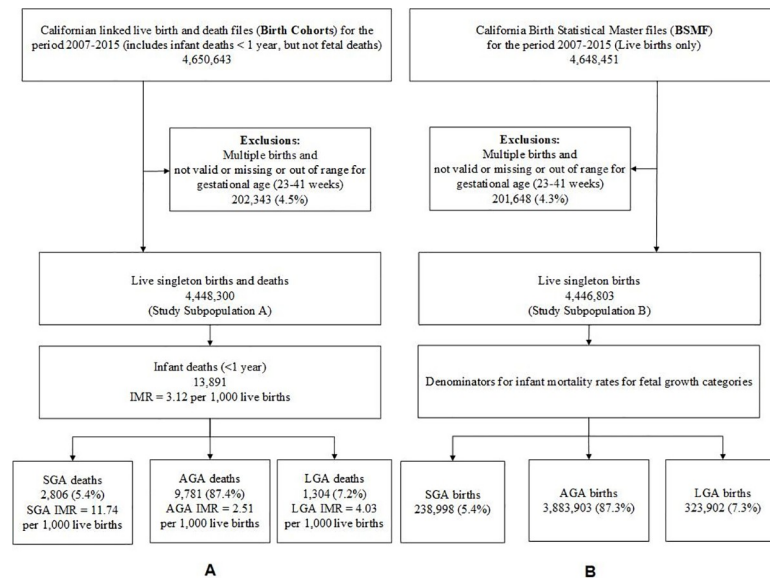 Californian linked live birth and death files (Birth Cohorts) for the
period 2007-2015 (includes infant deaths < 1 year, but not fetal deaths)
4,650,643
Exclusions:
Multiple births and
not valid or missing or out of range for
gestational age (23-41 weeks)
202,343 (4.5%)
Live singleton births and deaths
4,448,300
(Study Subpopulation A)
Infant deaths (<1 year)
13,891
IMR = 3.12 per 1,000 live births
SGA deaths
2,806 (5.4%)
SGA IMR = 11.74
per 1,000 live births
AGA deaths
9,781 (87.4%)
AGA IMR = 2.51
per 1,000 live births
LGA deaths
1,304 (7.2%)
LGA IMR = 4.03
per 1,000 live births
A
California Birth Statistical Master files (BSMF)
for the period 2007-2015 (Live births only)
4,648,451
Exclusions:
Multiple births and
not valid or missing or out of range for
gestational age (23-41 weeks)
201,648 (4.3%)
Live singleton births
4,446,803
(Study Subpopulation B)
Denominators for infant mortality rates for fetal growth categories
SGA births
238,998 (5.4%)
AGA births
3,883,903 (87.3%)
LGA births
323,902 (7.3%)
B